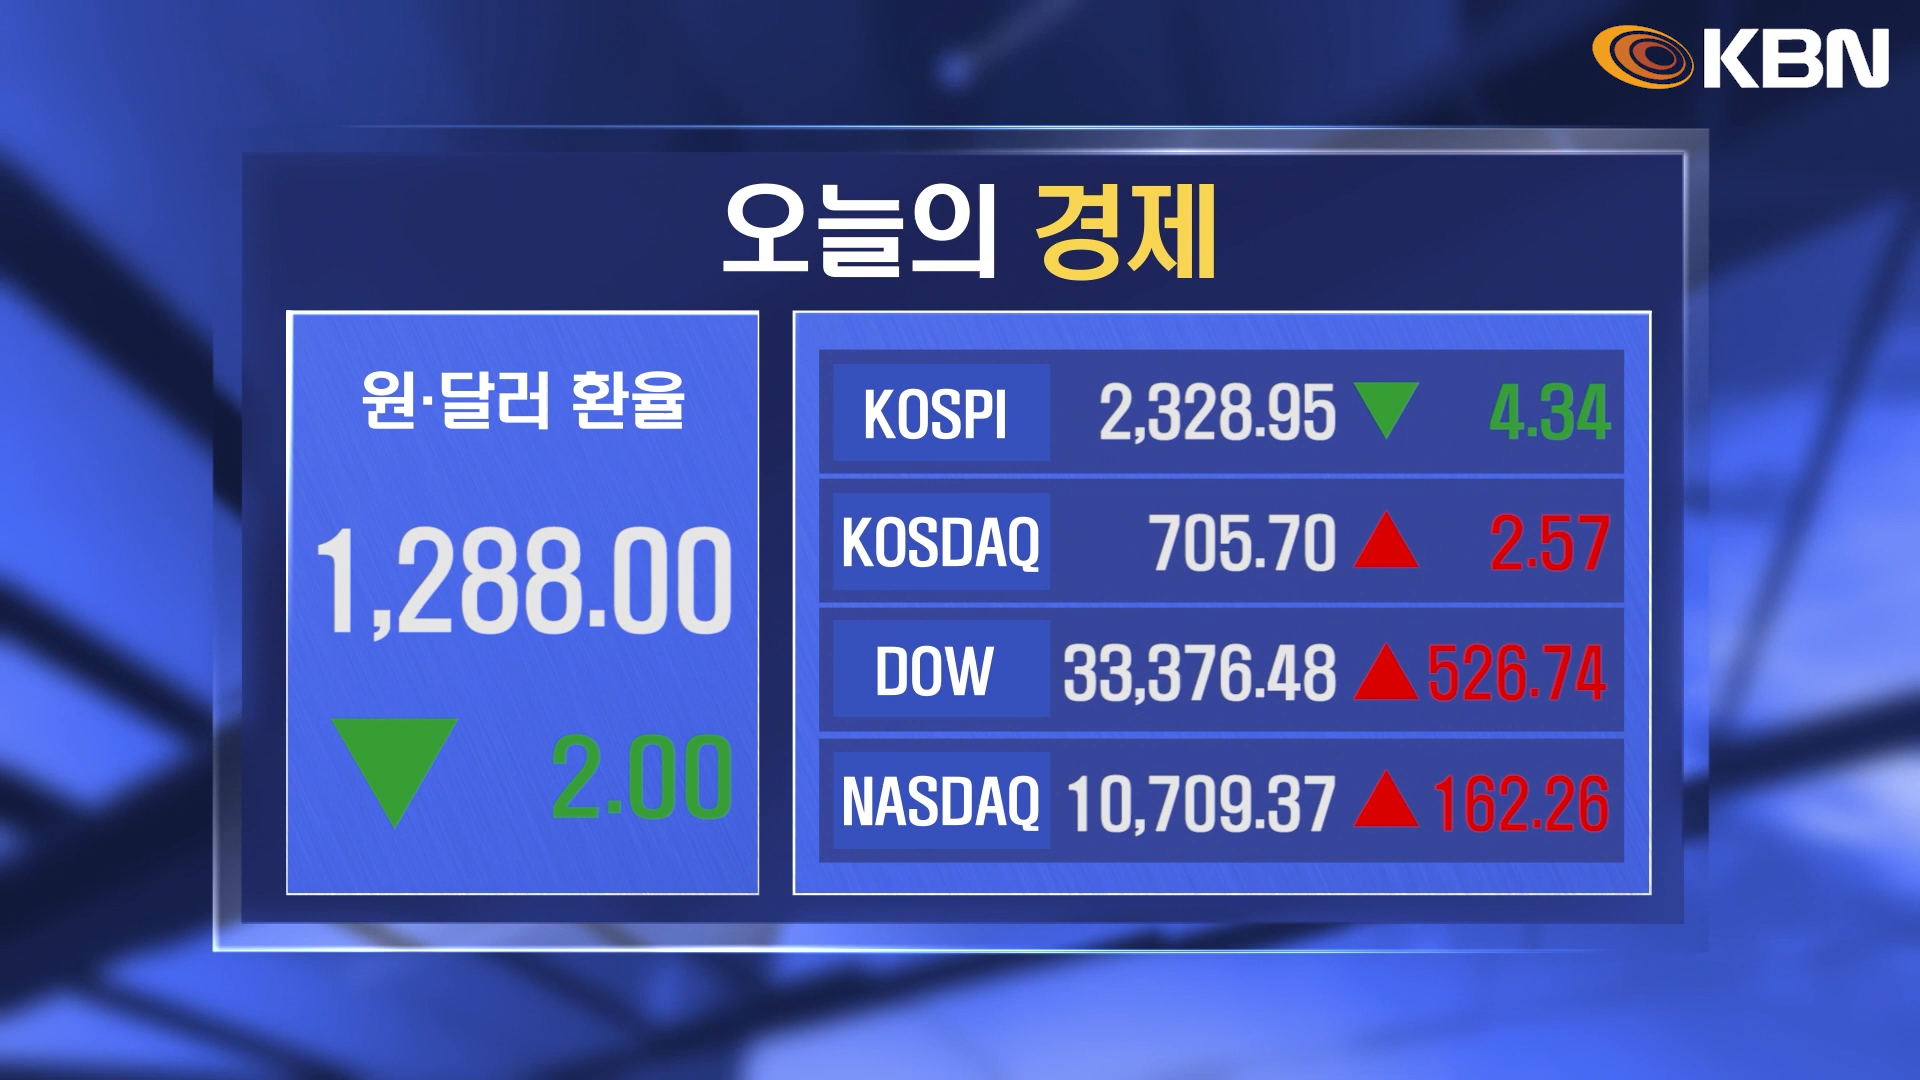 KBN
오늘의 경제
원·달러 환율
1,288.00
▼ 2.00
KOSPI 2,328.95 ▼ 4.34
KOSDAQ 705.70 ▲ 2.57
DOW 33,376.48 ▲ 526.74
NASDAQ 10,709.37 ▲ 162.26